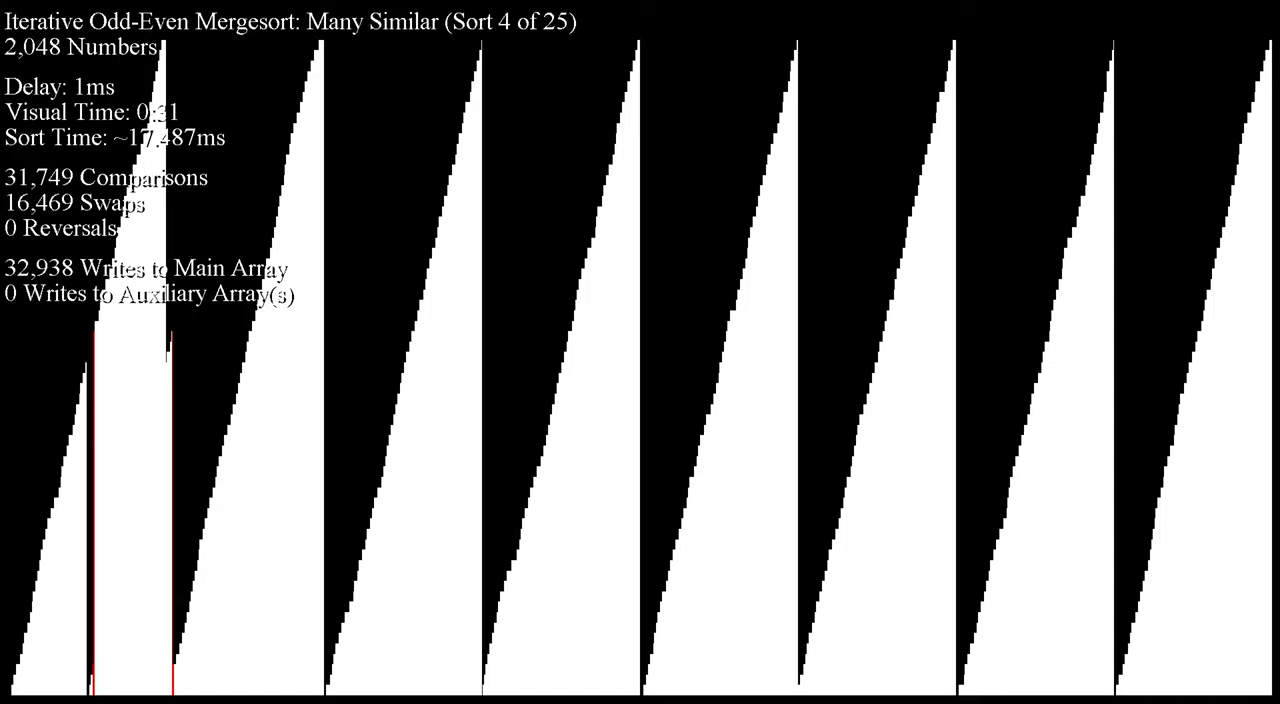 Iterative Odd-Even Mergesort: Many Similar (Sort 4 of 25)
2,048 Numbers
Delay: 1ms
Visual Time: 0:31
Sort Time: ~17,487ms
31,749 Comparisons
16,469 Swaps
0 Reversals
32,938 Writes to Main Array
0 Writes to Auxiliary Array(s)